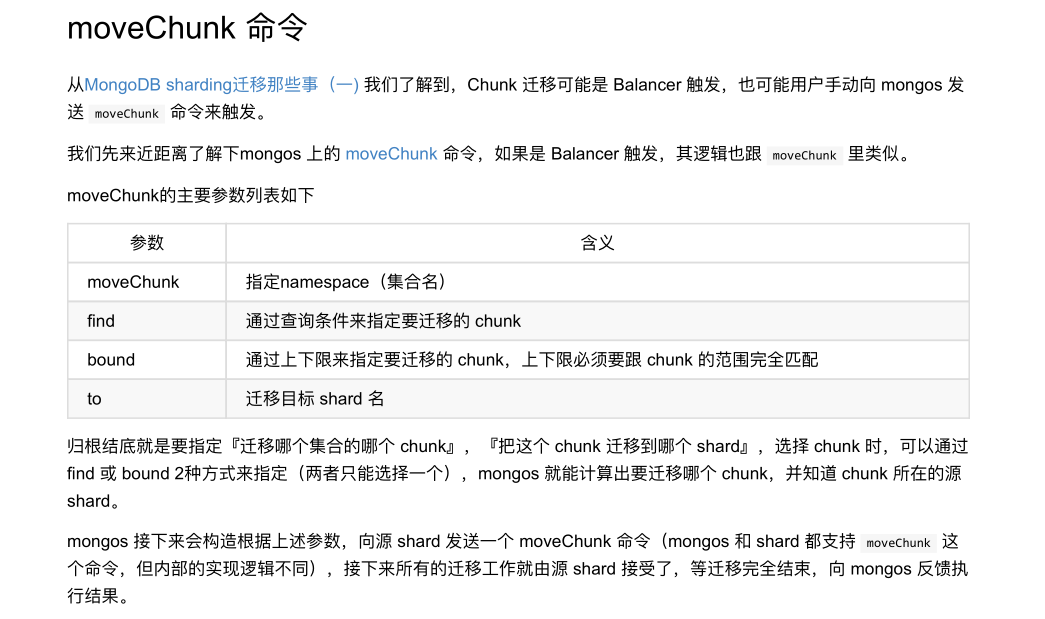 moveChunk 命令
从MongoDB sharding迁移那些事（一) 我们了解到，Chunk 迁移可能是 Balancer 触发，也可能用户手动向 mongos 发
送 moveChunk 命令来触发。
我们先来近距离了解下mongos 上的 moveChunk 命令，如果是 Balancer 触发，其逻辑也跟 moveChunk 里类似。
moveChunk的主要参数列表如下
参数 含义
moveChunk 指定namespace（集合名）
find 通过查询条件来指定要迁移的 chunk
bound 通过上下限来指定要迁移的 chunk，上下限必须要跟 chunk 的范围完全匹配
to 迁移目标 shard 名
归根结底就是要指定『迁移哪个集合的哪个 chunk』，『把这个 chunk 迁移到哪个 shard』，选择 chunk 时，可以通过
find 或 bound 2种方式来指定（两者只能选择一个），mongos 就能计算出要迁移哪个 chunk，并知道 chunk 所在的源
shard。
mongos 接下来会构造根据上述参数，向源 shard 发送一个 moveChunk 命令（mongos 和 shard 都支持 moveChunk 这
个命令，但内部的实现逻辑不同），接下来所有的迁移工作就由源 shard 接受了，等迁移完全结束，向 mongos 反馈执
行结果。